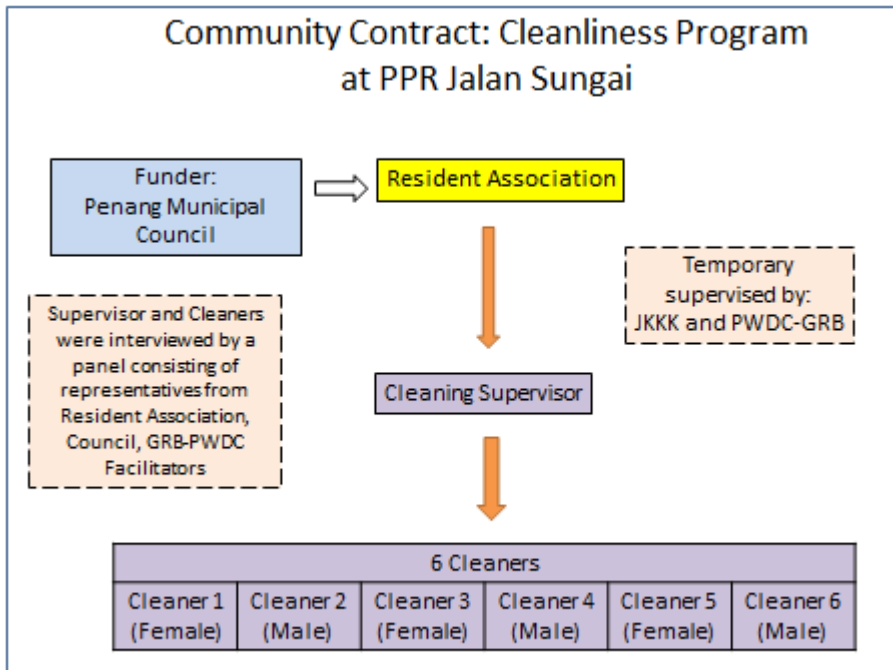 Community Contract: Cleanliness Program
at PPR Jalan Sungai
Funder:
Penang Municipal
Council
Resident Association
Temporary
supervised by:
JKKK and PWDC-GRB
Supervisor and Cleaners
were interviewed by a
panel consisting of
representatives from
Resident Association,
Council, GRB-PWDC
Facilitators
Cleaning Supervisor
6 Cleaners
Cleaner 1
(Female)
Cleaner 2
(Male)
Cleaner 3
(Female)
Cleaner 4
(Male)
Cleaner 5
(Female)
Cleaner 6
(Male)